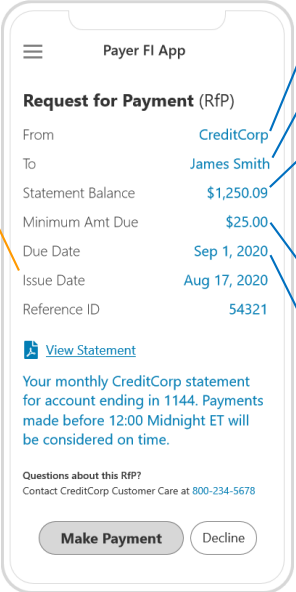 Payer FI App
Request for Payment (RfP)
From CreditCorp
To James Smith
Statement Balance $1,250.09
Minimum Amt Due $25.00
Due Date Sep 1, 2020
Issue Date Aug 17, 2020
Reference ID 54321
View Statement
Your monthly CreditCorp statement
for account ending in 1144. Payments
made before 12:00 Midnight ET will
be considered on time.
Questions about this RfP?
Contact CreditCorp Customer Care at 800-234-5678
Make Payment Decline